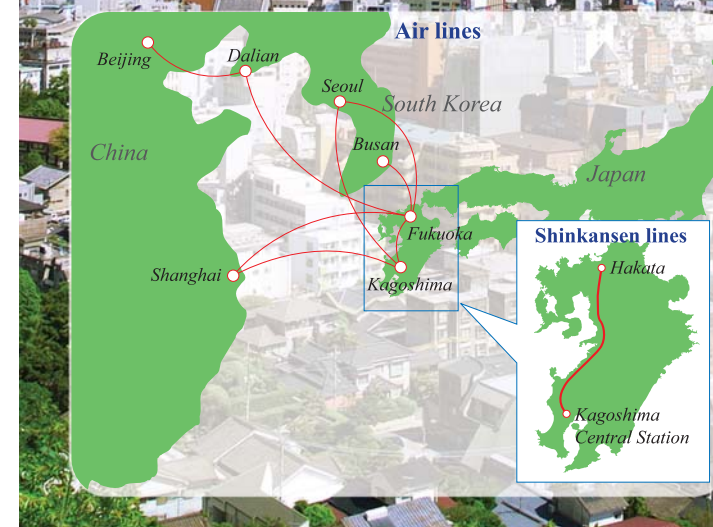 Air lines
Beijing
Dalian
Seoul
South Korea
Busan
China
Japan
Fukuoka
Shanghai
Kagoshima
Shinkansen lines
Hakata
Kagoshima
Central Station